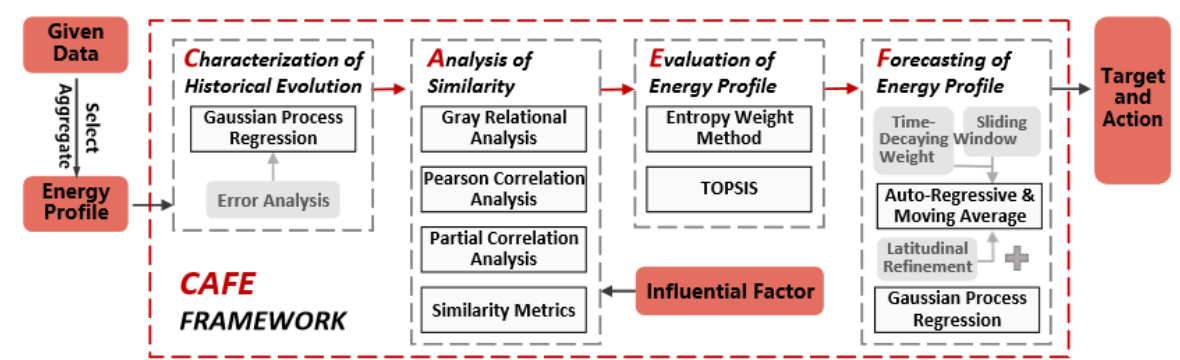 Given
Data
Select
Aggregate
Energy
Profile
Characterization of
Historical Evolution
Gaussian Process
Regression
Error Analysis
CAFE
FRAMEWORK
Analysis of
Similarity
Gray Relational
Analysis
Pearson Correlation
Analysis
Partial Correlation
Analysis
Similarity Metrics
Evaluation of
Energy Profile
Entropy Weight
Method
TOPSIS
Influential Factor
Forecasting of
Energy Profile
Time-
Decaying
Weight
Sliding
Window
Auto-Regressive &
Moving Average
Latitudinal
Refinement
Gaussian Process
Regression
Target
and
Action